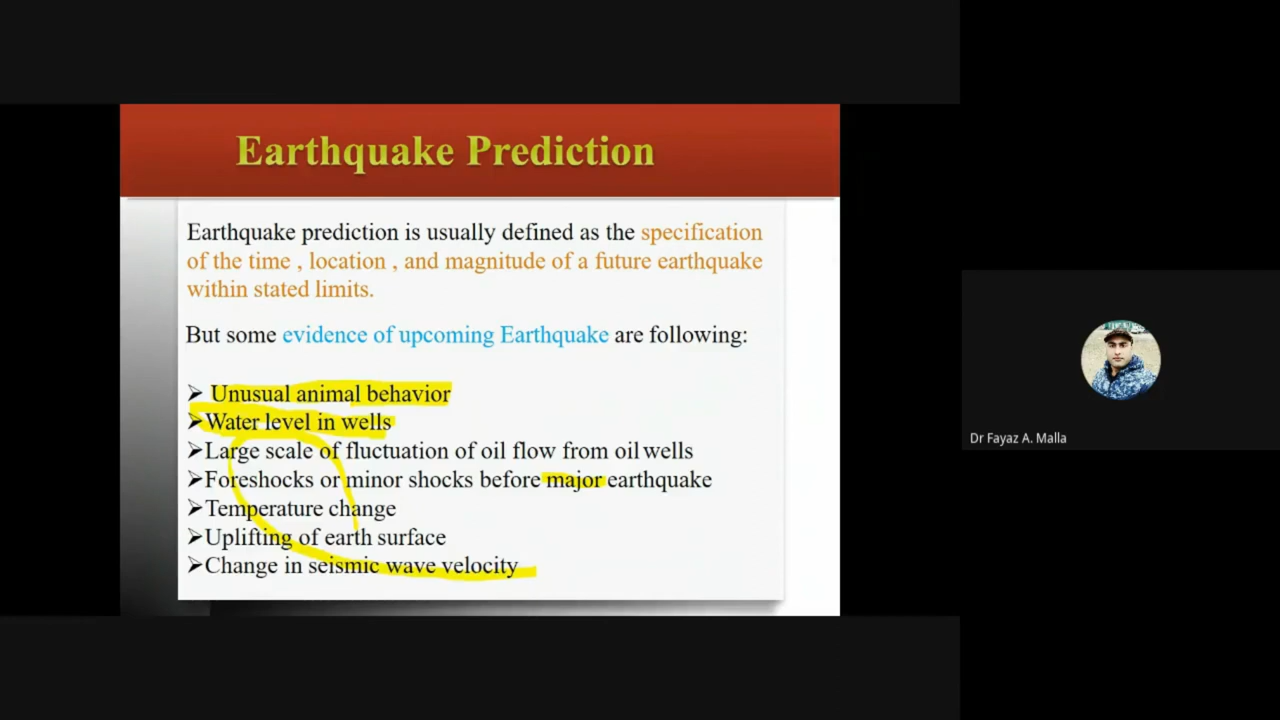 Earthquake Prediction
Earthquake prediction is usually defined as the specification
of the time , location , and magnitude of a future earthquake
within stated limits.
But some evidence of upcoming Earthquake are following:
➢ Unusual animal behavior
➢Water level in wells
➢Large scale of fluctuation of oil flow from oil wells
➢Foreshocks or minor shocks before major earthquake
➢Temperature change
➢Uplifting of earth surface
➢Change in seismic wave velocity
Dr Fayaz A. Malla